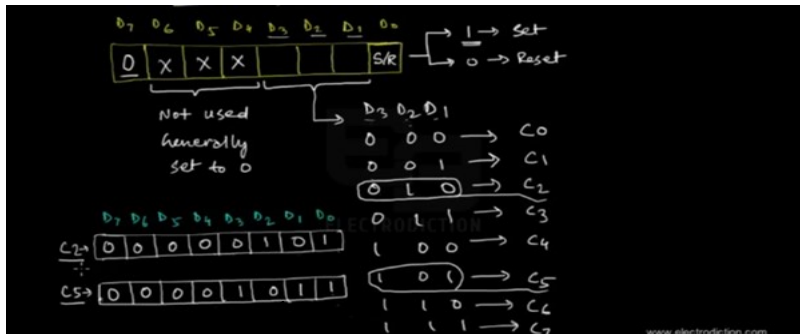 D7 D6 D5 D4 D3 D2 D1 D0
0 X X X S/R
1 → Set
0 → Reset
Not used
Generally
set to 0
D3 D2 D1
0 0 0 → C0
0 0 1 → C1
0 1 0 → C2
0 1 1 → C3
1 0 0 → C4
1 0 1 → C5
1 1 0 → C6
1 1 1 → C7
ELECTRODICTION
D7 D6 D5 D4 D3 D2 D1 D0
C2→ 0 0 0 0 0 1 0 1
C5→ 0 0 0 0 1 0 1 1
www.electrodiction.com